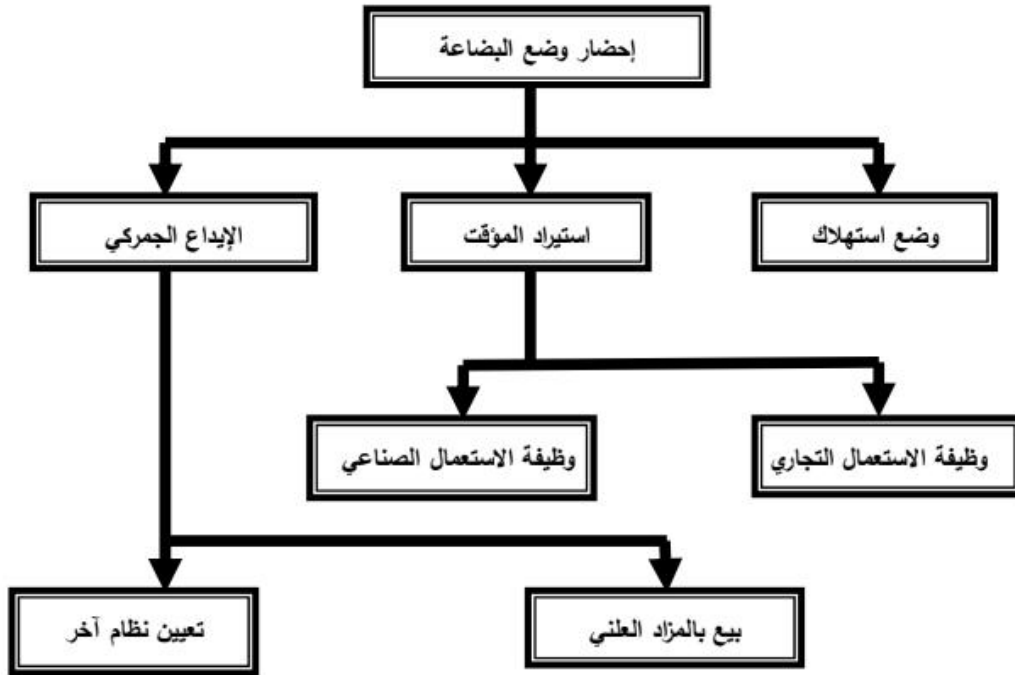 إحضار وضع البضاعة
وضع استهلاك
استيراد المؤقت
الإيداع الجمركي
وظيفة الاستعمال التجاري
وظيفة الاستعمال الصناعي
بيع بالمزاد العلني
تعيين نظام آخر